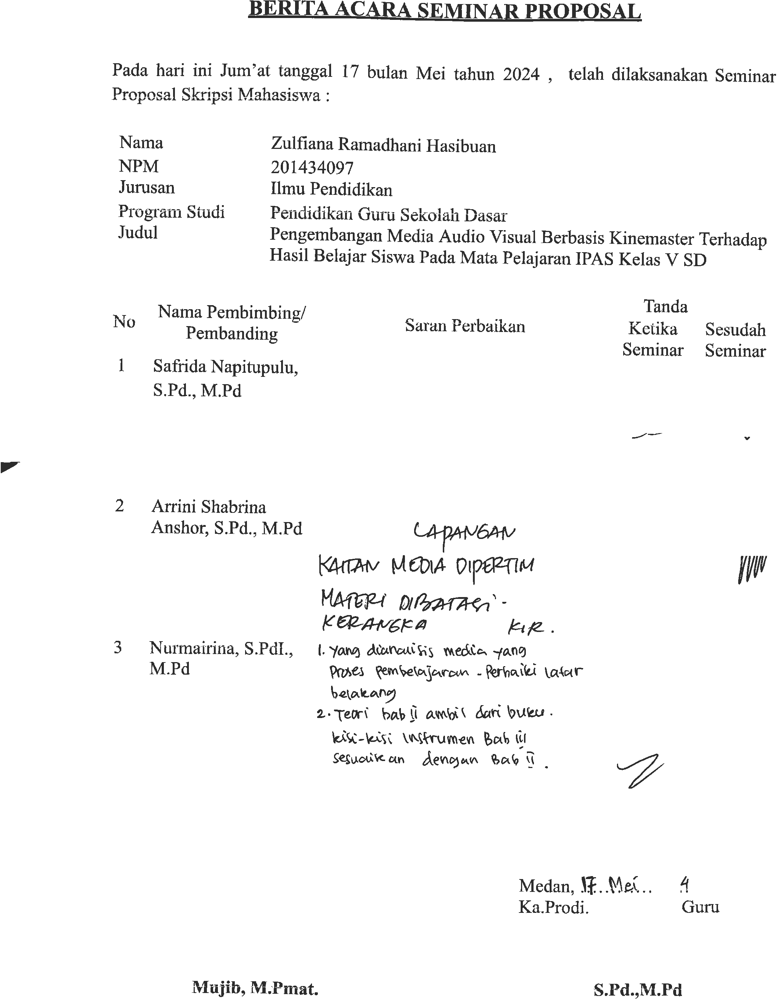 BERITA ACARA SEMINAR PROPOSAL
Pada hari ini Jum'at tanggal 17 bulan Mei tahun 2024 , telah dilaksanakan Seminar
Proposal Skripsi Mahasiswa :
Nama Zulfiana Ramadhani Hasibuan
NPM 201434097
Jurusan Ilmu Pendidikan
Program Studi Pendidikan Guru Sekolah Dasar
Judul Pengembangan Media Audio Visual Berbasis Kinemaster Terhadap
Hasil Belajar Siswa Pada Mata Pelajaran IPAS Kelas V SD
Tanda
No Nama Pembimbing/ Saran Perbaikan Ketika Sesudah
Pembanding Seminar Seminar
1 Safrida Napitupulu,
S.Pd., M.Pd
2 Arrini Shabrina
Anshor, S.Pd., M.Pd LAPANGAN
KAITAN MEDIA DIPERTIM
MATERI DIBATASI -
KERANGKA KIR.
3 Nurmairina, S.PdI., 1. Yang dianalisis media yang
M.Pd Proses Pembelajaran - Perbaiki latar
belakang
2. Teori bab II ambil dari buku.
kisi-kisi instrumen Bab III
sesuaikan dengan Bab II .
Medan, 17..Mei... 4
Ka.Prodi. Guru
Mujib, M.Pmat. S.Pd.,M.Pd